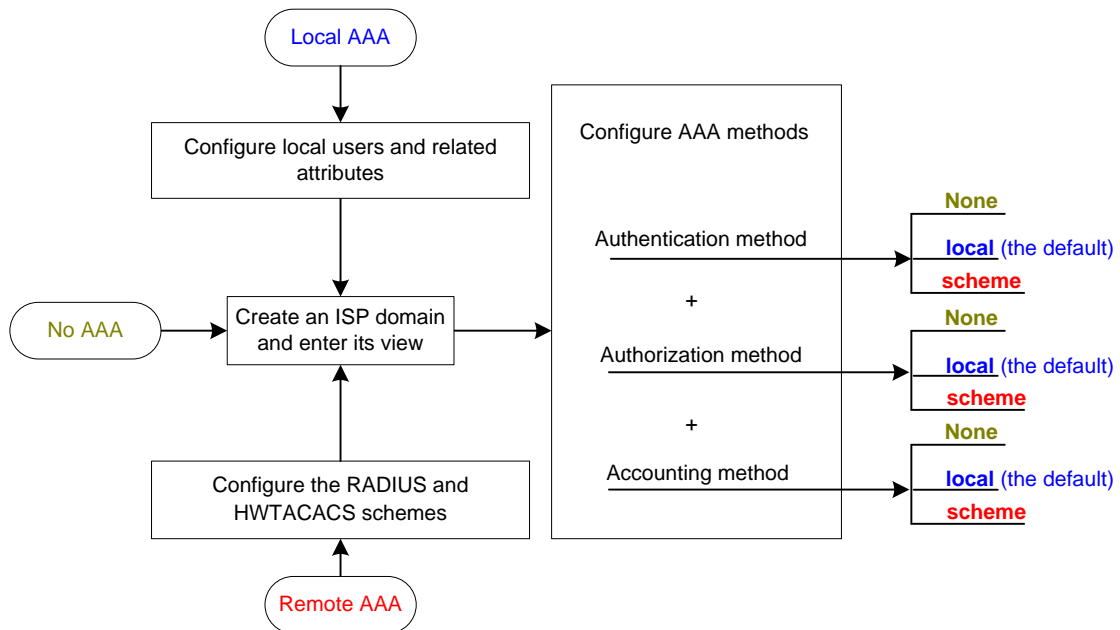 Local AAA
Configure local users and related
attributes
No AAA
Create an ISP domain
and enter its view
Configure the RADIUS and
HWTACACS schemes
Remote AAA
Configure AAA methods
Authentication method
+
Authorization method
+
Accounting method
None
local (the default)
scheme
None
local (the default)
scheme
None
local (the default)
scheme